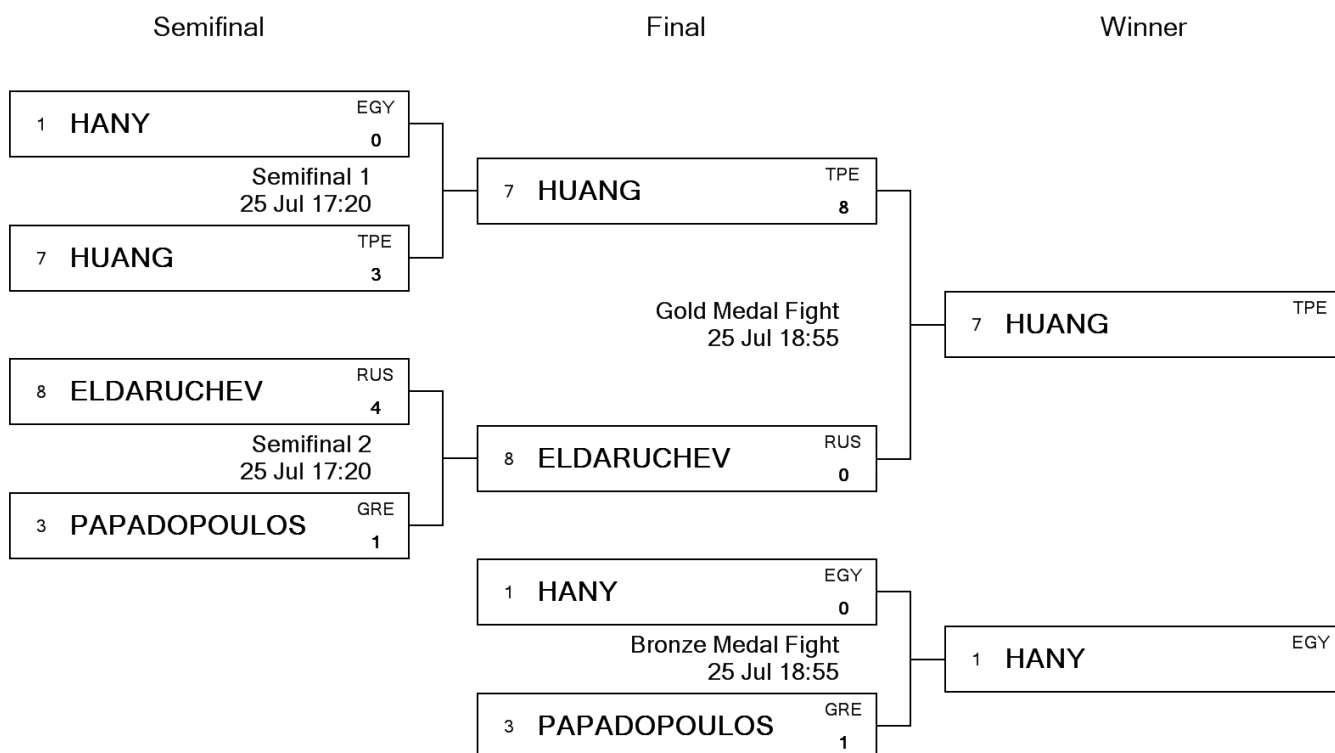 Semifinal
Final
Winner
1 HANY EGY 0
Semifinal 1
25 Jul 17:20
7 HUANG TPE 3
7 HUANG TPE 8
Gold Medal Fight
25 Jul 18:55
7 HUANG TPE
8 ELDARUCHEV RUS 4
Semifinal 2
25 Jul 17:20
3 PAPADOPOULOS GRE 1
8 ELDARUCHEV RUS 0
1 HANY EGY 0
Bronze Medal Fight
25 Jul 18:55
3 PAPADOPOULOS GRE 1
1 HANY EGY